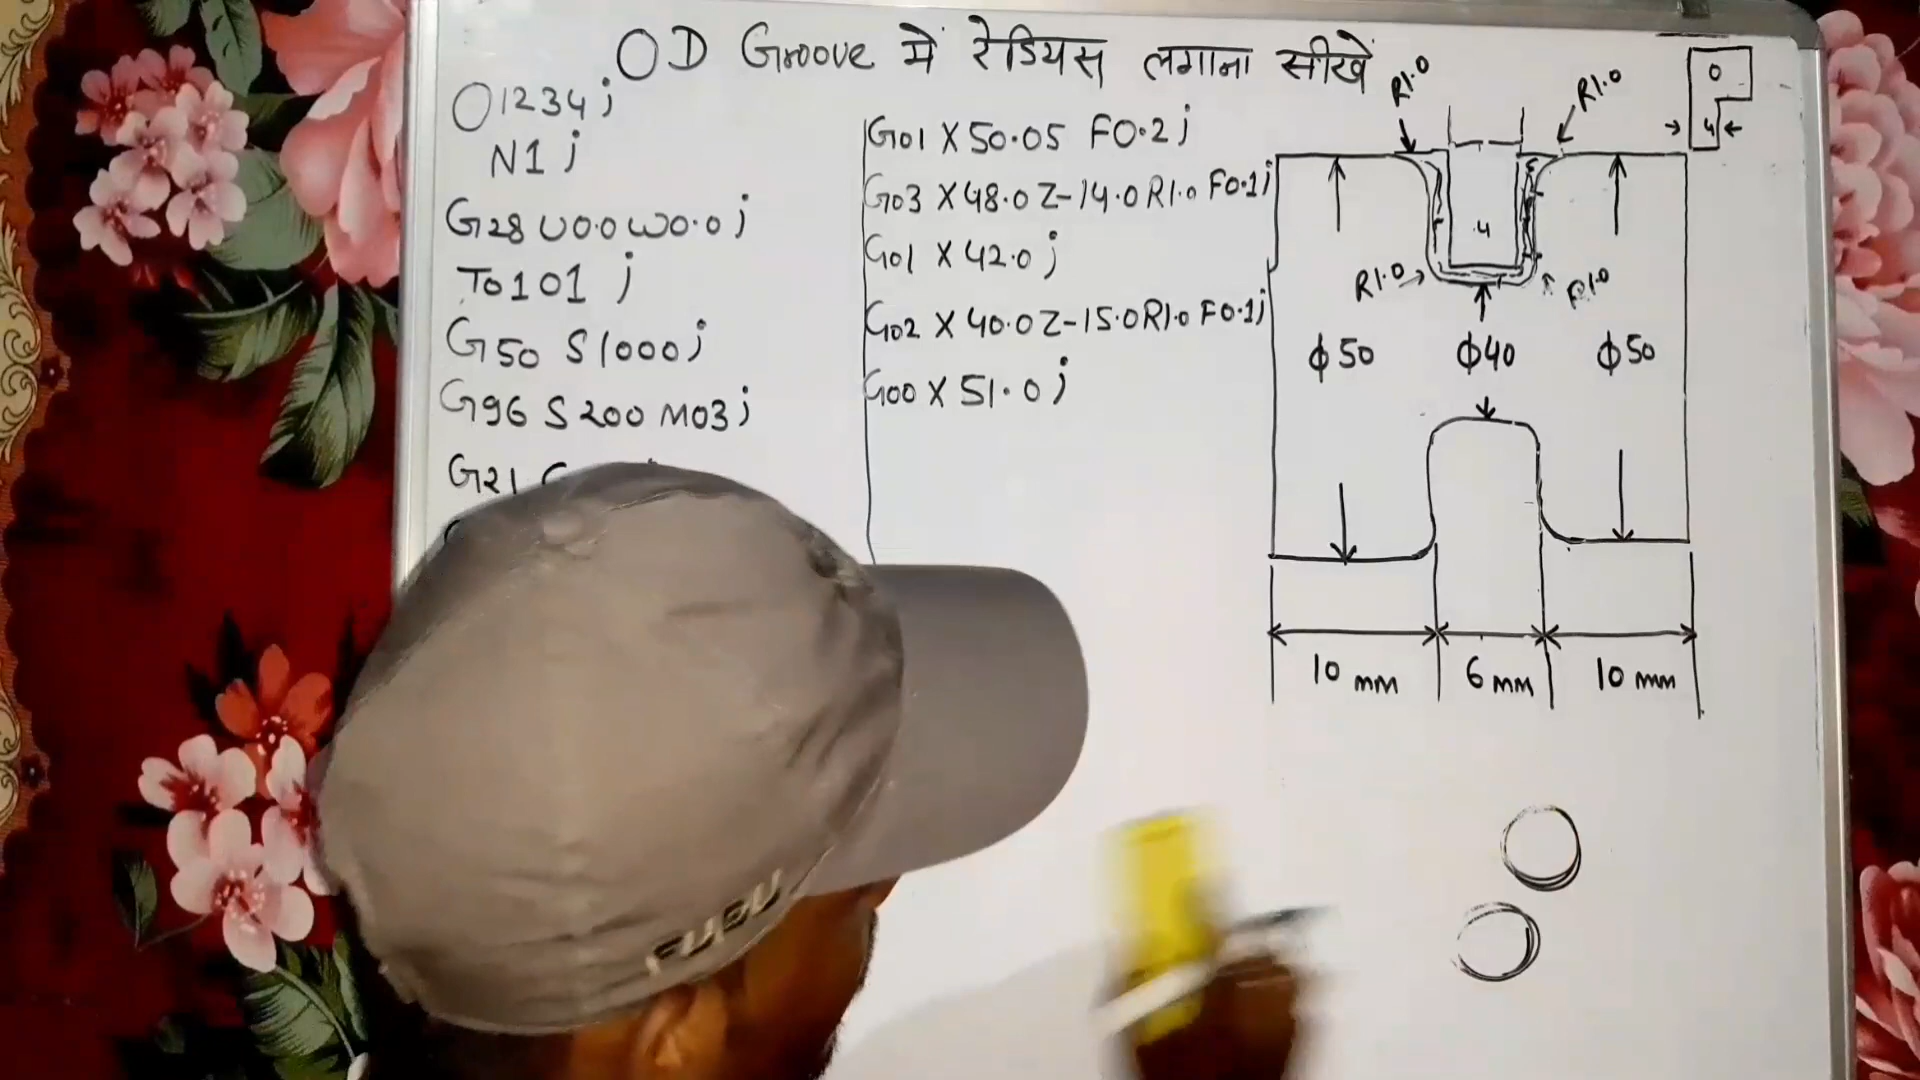 OD Groove में रेडियस लगाना सीखें
O1234;
N1;
G28 U0.0 W0.0;
T0101;
G50 S1000;
G96 S200 M03;
G21
G01 X50.05 F0.2;
G03 X48.0 Z-14.0 R1.0 F0.1;
G01 X42.0;
G02 X40.0 Z-15.0 R1.0 F0.1;
G00 X51.0;
R1.0
R1.0
0
4
4
R1.0
R1.0
ϕ50
ϕ40
ϕ50
10 mm
6 mm
10 mm